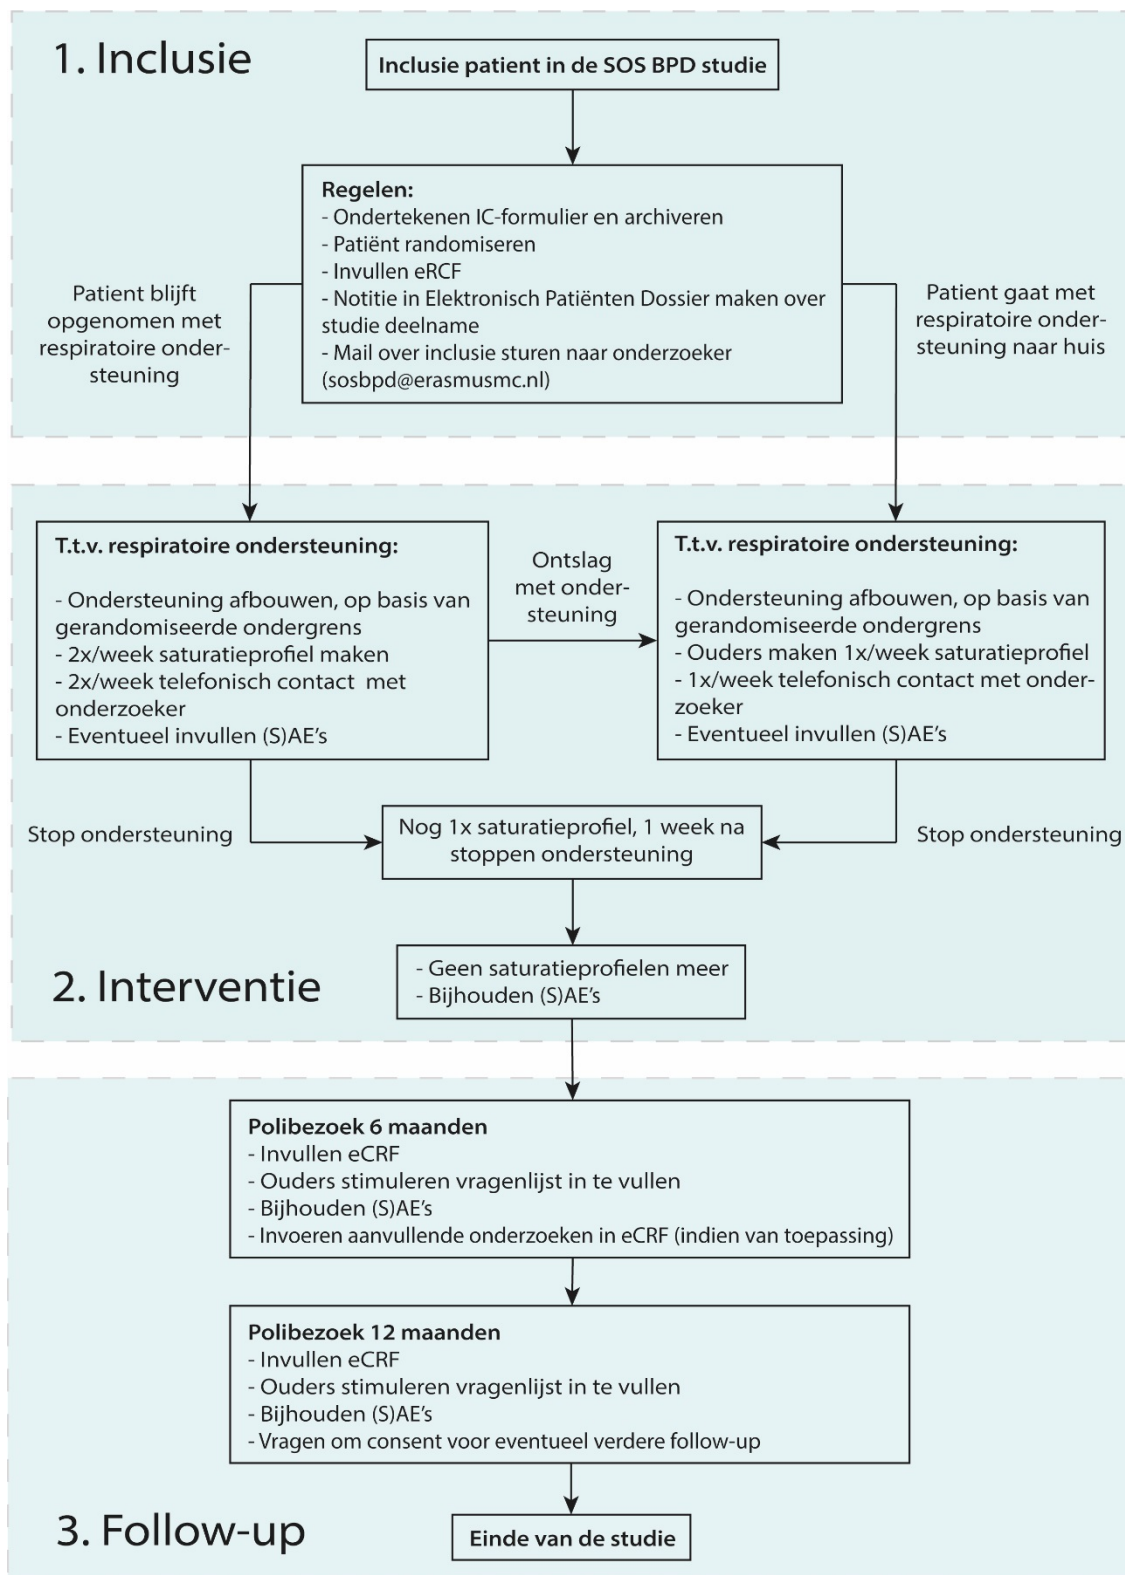 1. Inclusie
Inclusie patient in de SOS BPD studie
Regelen:
- Ondertekenen IC-formulier en archiveren
- Patiënt randomiseren
- Invullen eRCF
- Notitie in Elektronisch Patiënten Dossier maken over
studie deelname
- Mail over inclusie sturen naar onderzoeker
(sosbpd@erasmusmc.nl)
Patient blijft
opgenomen met
respiratoire onder-
steuning
Patient gaat met
respiratoire onder-
steuning naar huis
T.t.v. respiratoire ondersteuning:
- Ondersteuning afbouwen, op basis van
gerandomiseerde ondergrens
- 2x/week saturatieprofiel maken
- 2x/week telefonisch contact met
onderzoeker
- Eventueel invullen (S)AE’s
Ontslag
met onder-
steuning
T.t.v. respiratoire ondersteuning:
- Ondersteuning afbouwen, op basis van
gerandomiseerde ondergrens
- Ouders maken 1x/week saturatieprofiel
- 1x/week telefonisch contact met onder-
zoeker
- Eventueel invullen (S)AE’s
Stop ondersteuning
Nog 1x saturatieprofiel, 1 week na
stoppen ondersteuning
Stop ondersteuning
- Geen saturatieprofielen meer
- Bijhouden (S)AE’s
2. Interventie
Polibezoek 6 maanden
- Invullen eCRF
- Ouders stimuleren vragenlijst in te vullen
- Bijhouden (S)AE’s
- Invoeren aanvullende onderzoeken in eCRF (indien van toepassing)
Polibezoek 12 maanden
- Invullen eCRF
- Ouders stimuleren vragenlijst in te vullen
- Bijhouden (S)AE’s
- Vragen om consent voor eventueel verdere follow-up
3. Follow-up
Einde van de studie